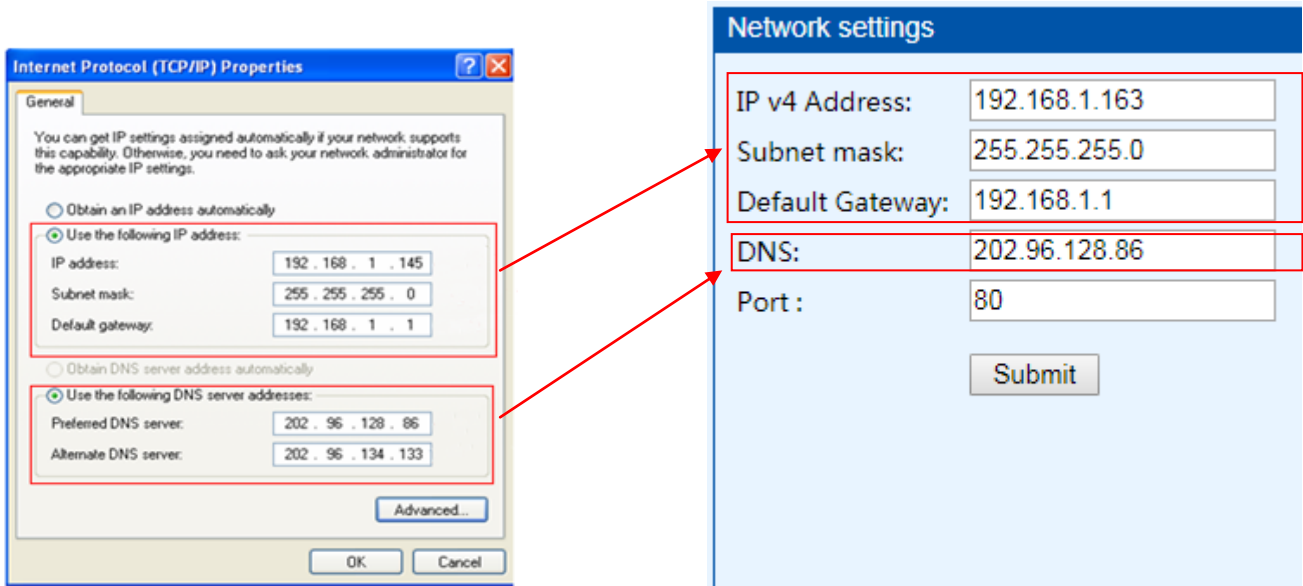 Internet Protocol (TCP/IP) Properties
General
You can get IP settings assigned automatically if your network supports
this capability. Otherwise, you need to ask your network administrator for
the appropriate IP settings.
Obtain an IP address automatically
Use the following IP address:
IP address: 192 . 168 . 1 . 145
Subnet mask: 255 . 255 . 255 . 0
Default gateway: 192 . 168 . 1 . 1
Obtain DNS server address automatically
Use the following DNS server addresses:
Preferred DNS server: 202 . 96 . 128 . 86
Alternate DNS server: 202 . 96 . 134 . 133
Advanced...
OK Cancel
Network settings
IP v4 Address: 192.168.1.163
Subnet mask: 255.255.255.0
Default Gateway: 192.168.1.1
DNS: 202.96.128.86
Port : 80
Submit